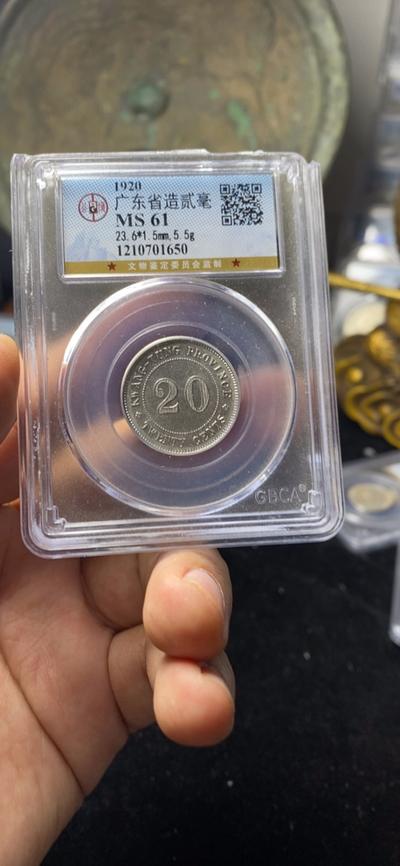 1920
广东省造贰毫
MS 61
23.6*1.5mm,5.5g
1210701650
★ 文物鉴定委员会监制 ★
KWANG-TUNG PROVINCE
20
TWENTY CENTS
GBCA®